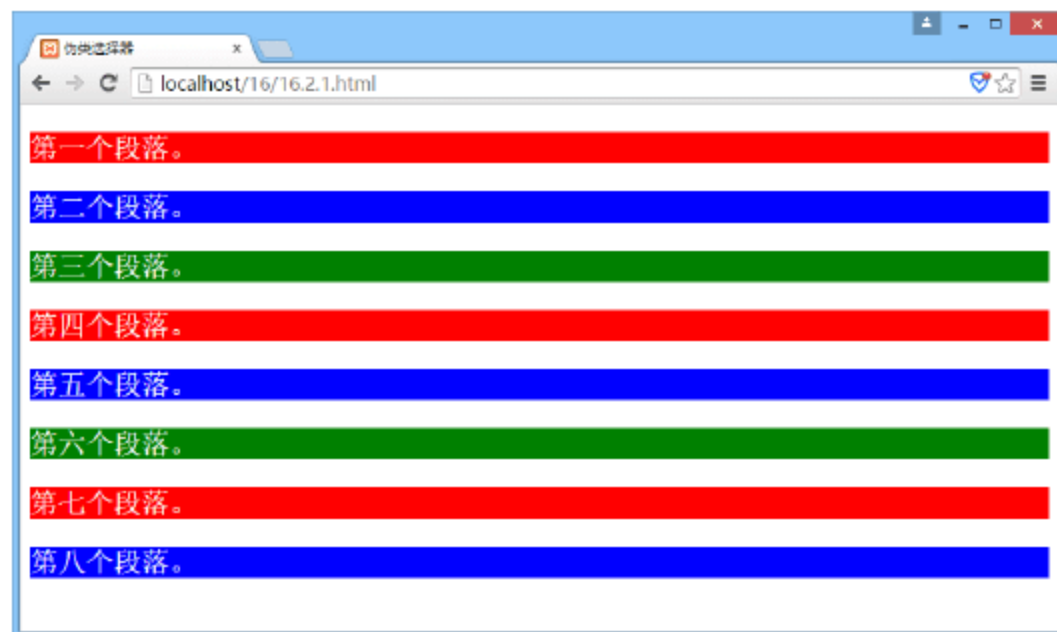 伪类选择器
localhost/16/16.2.1.html
第一个段落。
第二个段落。
第三个段落。
第四个段落。
第五个段落。
第六个段落。
第七个段落。
第八个段落。